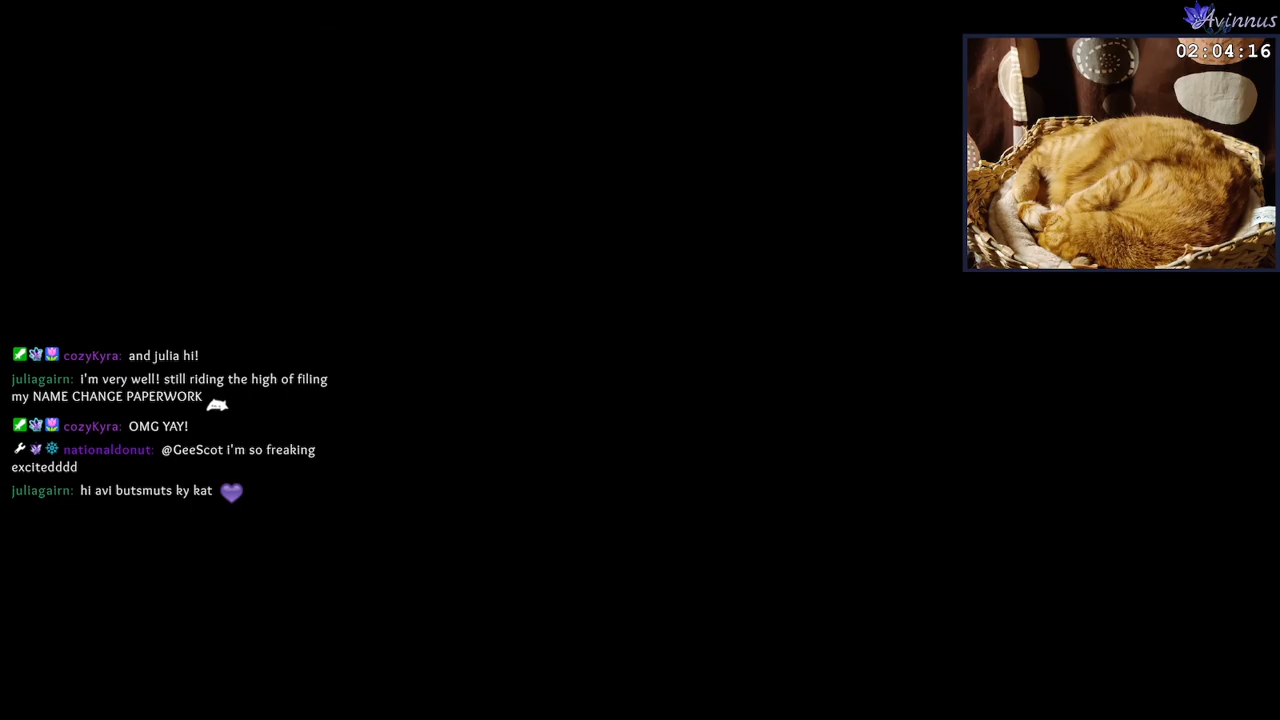 Avinnus
02:04:16
cozyKyra: and julia hi!
juliagairn: i'm very well! still riding the high of filing
my NAME CHANGE PAPERWORK
cozyKyra: OMG YAY!
nationaldonut: @GeeScot i'm so freaking
excitedddd
juliagairn: hi avi butsmuts ky kat